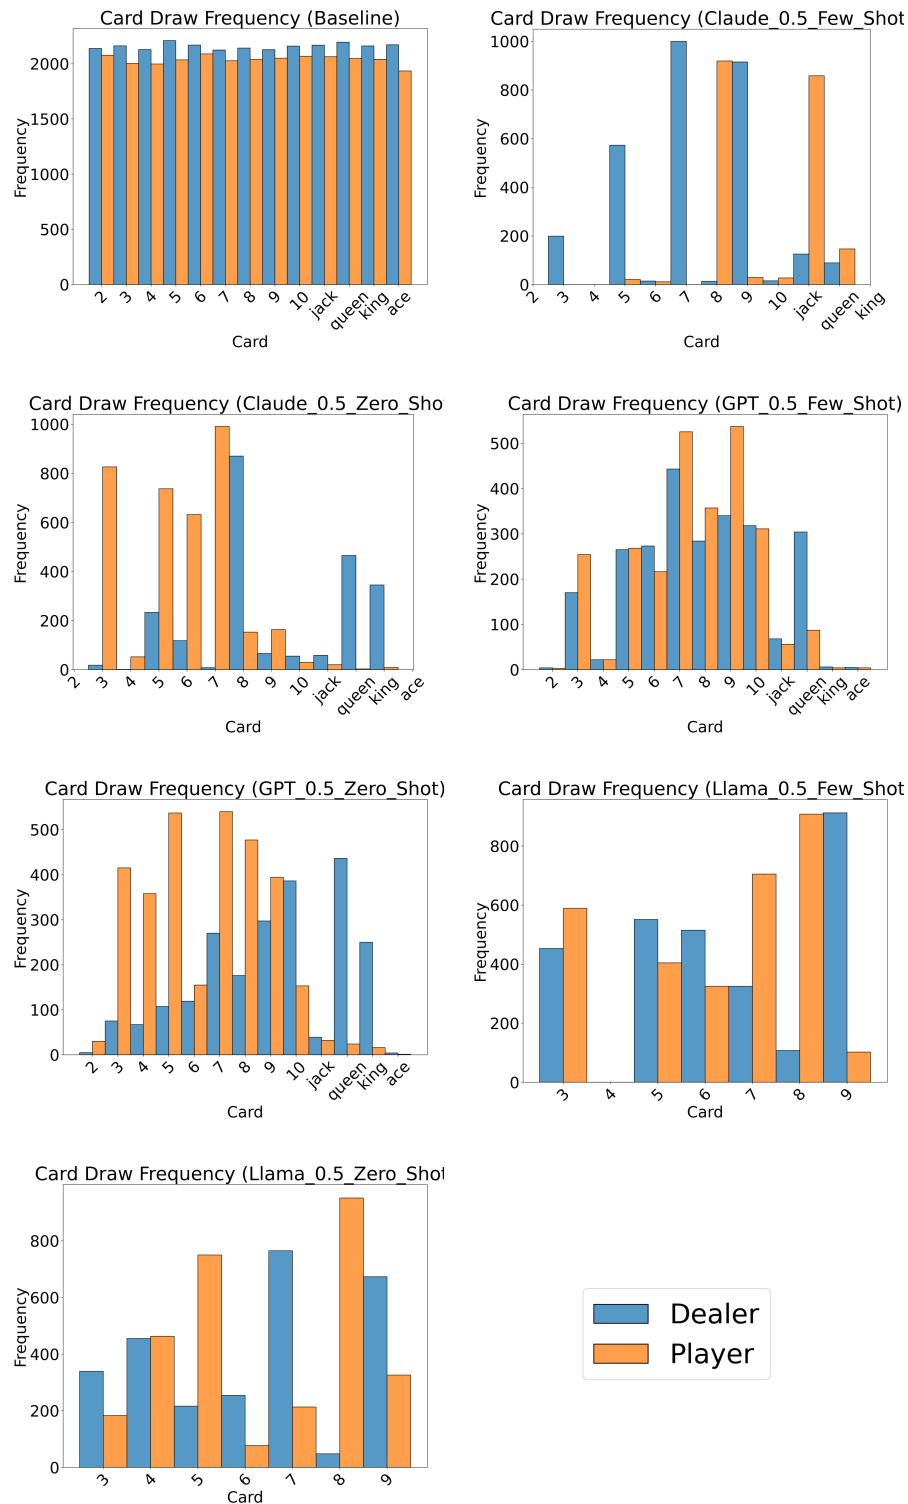 Card Draw Frequency (Baseline)
Frequency
2000
1500
1000
500
0
2 3 4 5 6 7 8 9 10 jack queen king ace
Card
Card Draw Frequency (Claude_0.5_Few_Shot
Frequency
1000
800
600
400
200
0
2 3 4 5 6 7 8 9 10 jack queen king
Card
Card Draw Frequency (Claude_0.5_Zero_Sho
Frequency
1000
800
600
400
200
0
2 3 4 5 6 7 8 9 10 jack queen king ace
Card
Card Draw Frequency (GPT_0.5_Few_Shot)
Frequency
500
400
300
200
100
0
2 3 4 5 6 7 8 9 10 jack queen king ace
Card
Card Draw Frequency (GPT_0.5_Zero_Shot)
Frequency
500
400
300
200
100
0
2 3 4 5 6 7 8 9 10 jack queen king ace
Card
Card Draw Frequency (Llama_0.5_Few_Shot
Frequency
800
600
400
200
0
3 4 5 6 7 8 9
Card
Card Draw Frequency (Llama_0.5_Zero_Shot
Frequency
800
600
400
200
0
3 4 5 6 7 8 9
Card
Dealer
Player